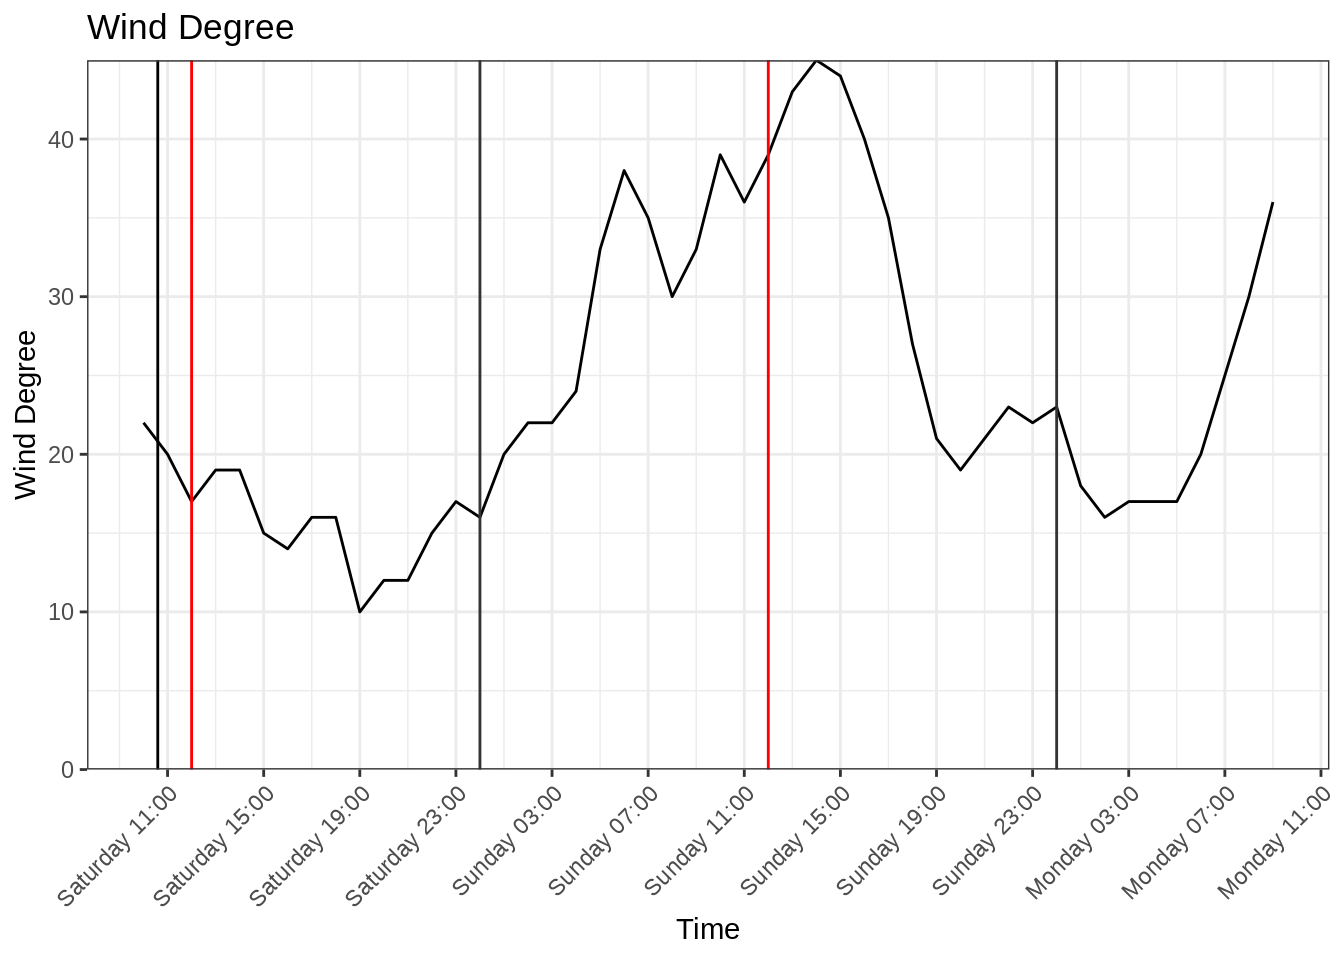 Wind Degree
Wind Degree
40
30
20
10
0
Saturday 11:00
Saturday 15:00
Saturday 19:00
Saturday 23:00
Sunday 03:00
Sunday 07:00
Sunday 11:00
Sunday 15:00
Sunday 19:00
Sunday 23:00
Monday 03:00
Monday 07:00
Monday 11:00
Time